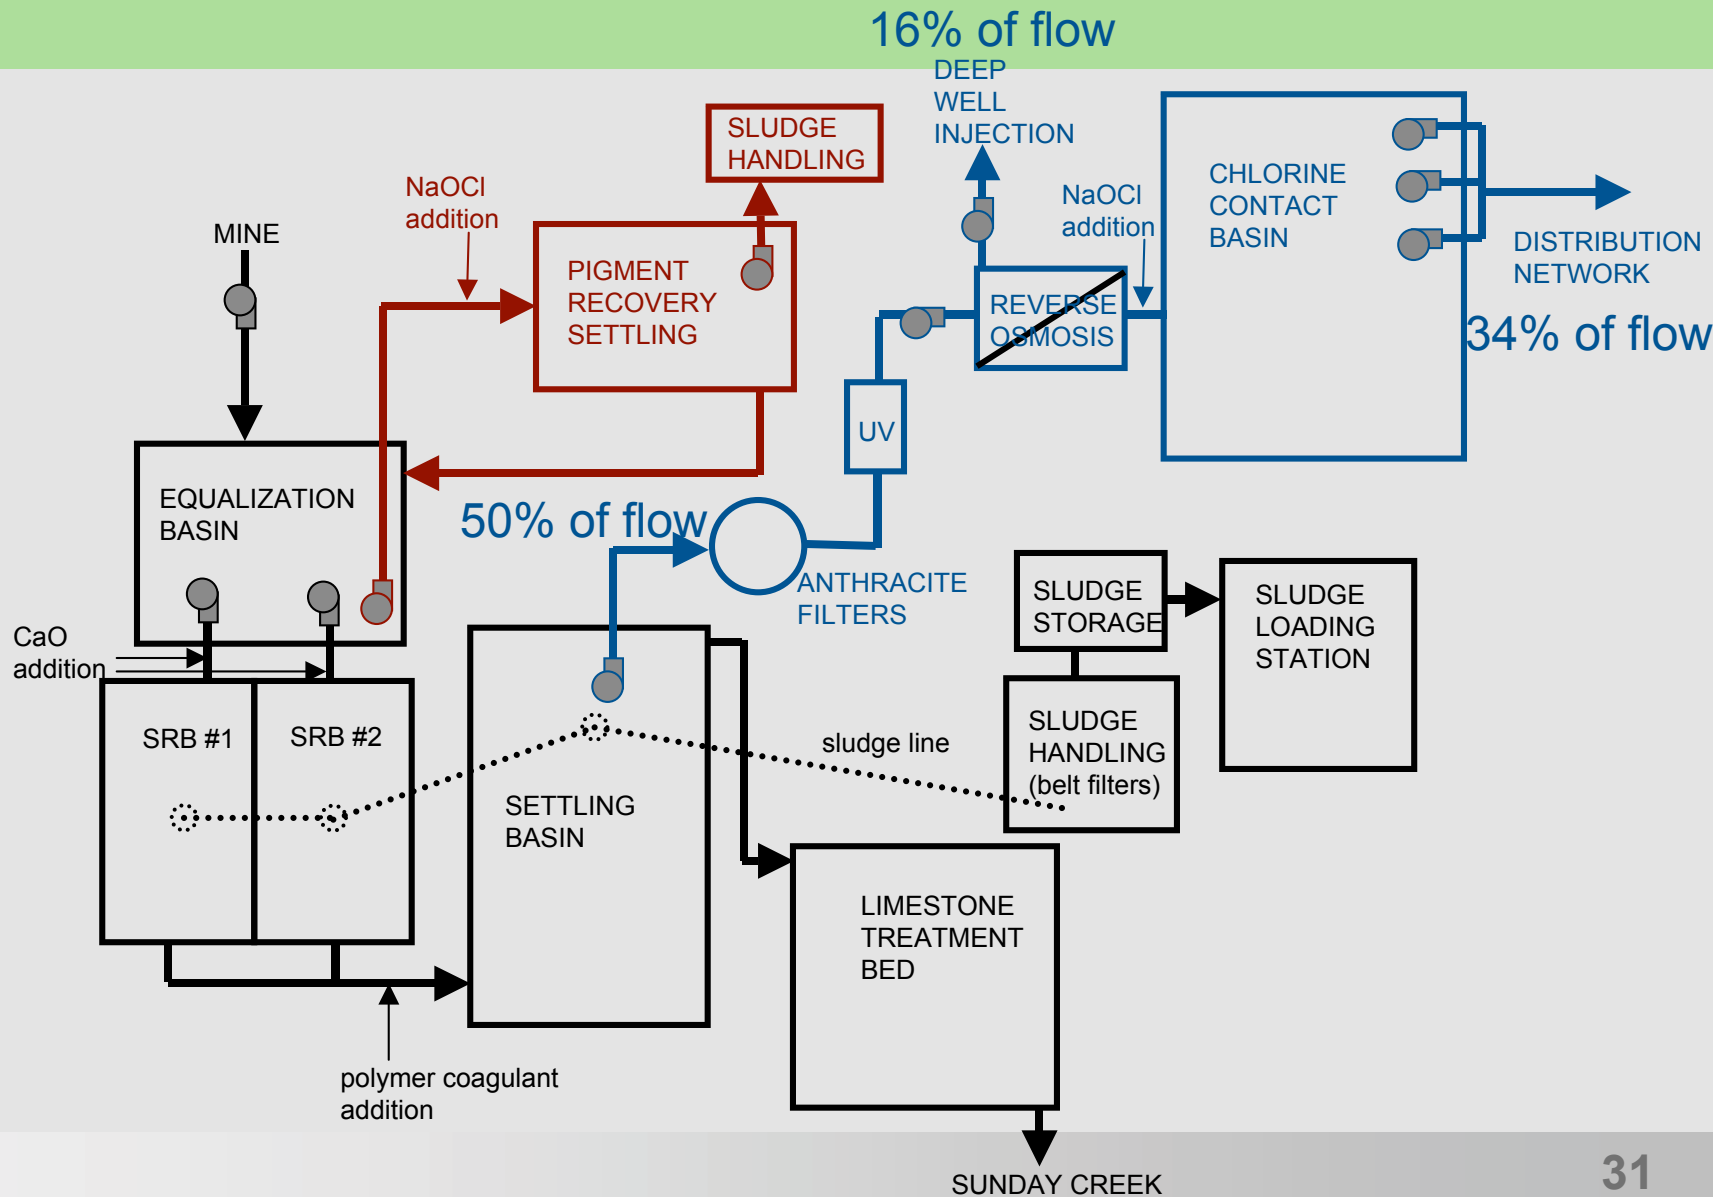 16% of flow
DEEP
WELL
INJECTION
SLUDGE
HANDLING
NaOCl
addition
NaOCl
addition
CHLORINE
CONTACT
BASIN
MINE
DISTRIBUTION
NETWORK
PIGMENT
RECOVERY
SETTLING
REVERSE
OSMOSIS
34% of flow
UV
EQUALIZATION
BASIN
50% of flow
ANTHRACITE
FILTERS
SLUDGE
STORAGE
SLUDGE
LOADING
STATION
CaO
addition
SRB #1
SRB #2
sludge line
SLUDGE
HANDLING
(belt filters)
SETTLING
BASIN
LIMESTONE
TREATMENT
BED
polymer coagulant
addition
SUNDAY CREEK
31